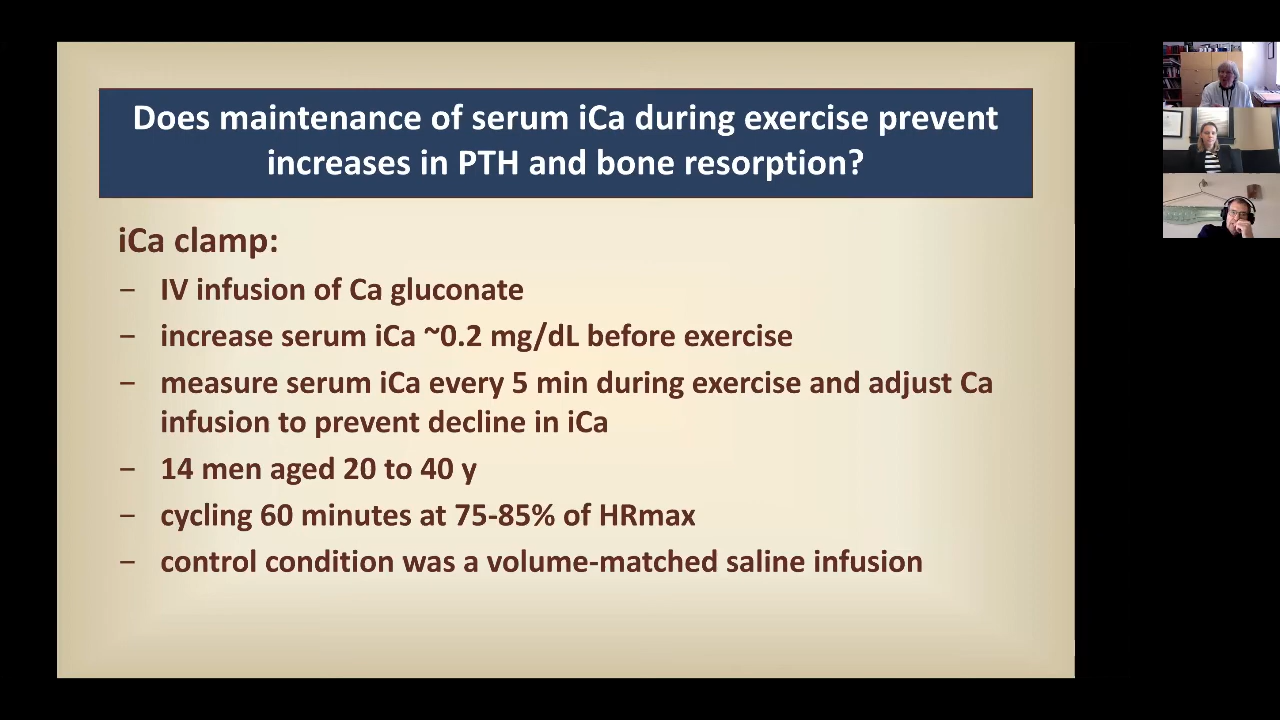 Does maintenance of serum iCa during exercise prevent
increases in PTH and bone resorption?
iCa clamp:
– IV infusion of Ca gluconate
– increase serum iCa ~0.2 mg/dL before exercise
– measure serum iCa every 5 min during exercise and adjust Ca
infusion to prevent decline in iCa
– 14 men aged 20 to 40 y
– cycling 60 minutes at 75-85% of HRmax
– control condition was a volume-matched saline infusion